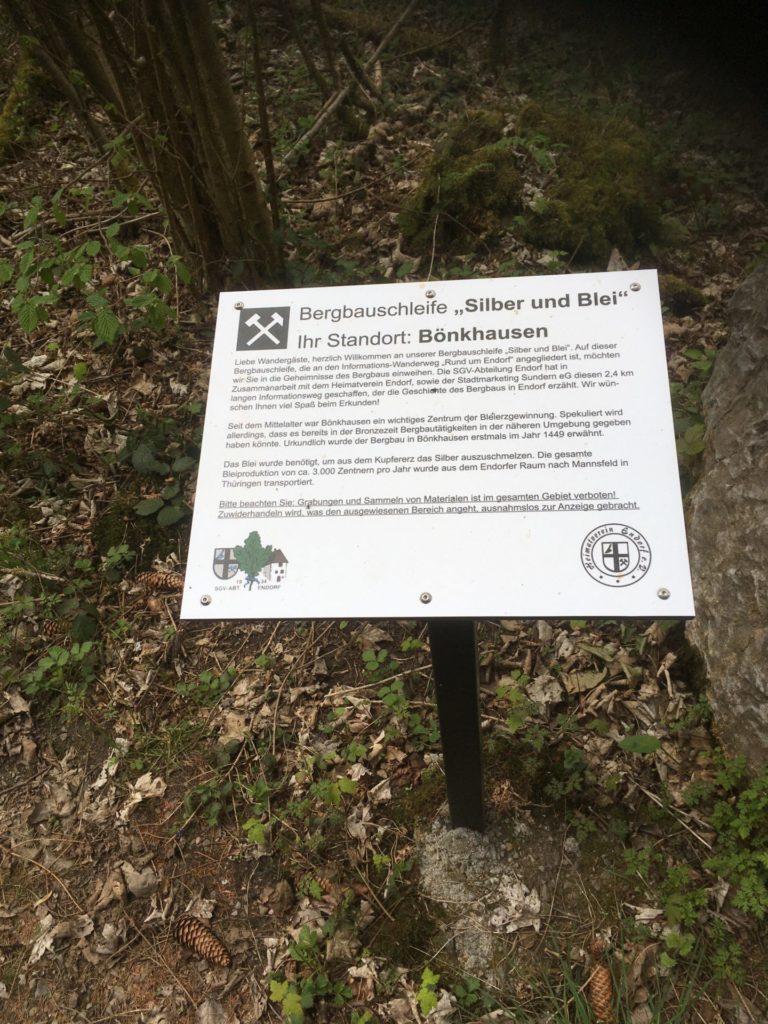 Bergbauschleife „Silber und Blei“
Ihr Standort: Bönkhausen
Liebe Wandergäste, herzlich Willkommen an unserer Bergbauschleife „Silber und Blei“. Auf dieser
Bergbauschleife, die an den Informations-Wanderweg „Rund um Endorf“ angegliedert ist, möchten
wir Sie in die Geheimnisse des Bergbaus einweihen. Die SGV-Abteilung Endorf hat in
Zusammenarbeit mit dem Heimatverein Endorf, sowie der Stadtmarketing Sundern eG diesen 2,4 km
langen Informationsweg geschaffen, der die Geschichte des Bergbaus in Endorf erzählt. Wir wün-
schen Ihnen viel Spaß beim Erkunden!
Seit dem Mittelalter war Bönkhausen ein wichtiges Zentrum der Bleierzgewinnung. Spekuliert wird
allerdings, dass es bereits in der Bronzezeit Bergbautätigkeiten in der näheren Umgebung gegeben
haben könnte. Urkundlich wurde der Bergbau in Bönkhausen erstmals im Jahr 1449 erwähnt.
Das Blei wurde benötigt, um aus dem Kupfererz das Silber auszuschmelzen. Die gesamte
Bleiproduktion von ca. 3.000 Zentnern pro Jahr wurde aus dem Endorfer Raum nach Mannsfeld in
Thüringen transportiert.
Bitte beachten Sie: Grabungen und Sammeln von Materialen ist im gesamten Gebiet verboten!
Zuwiderhandeln wird, was den ausgewiesenen Bereich angeht, ausnahmslos zur Anzeige gebracht.
19 34
SGV-ABT. ENDORF
Heimatverein Endorf e.V.